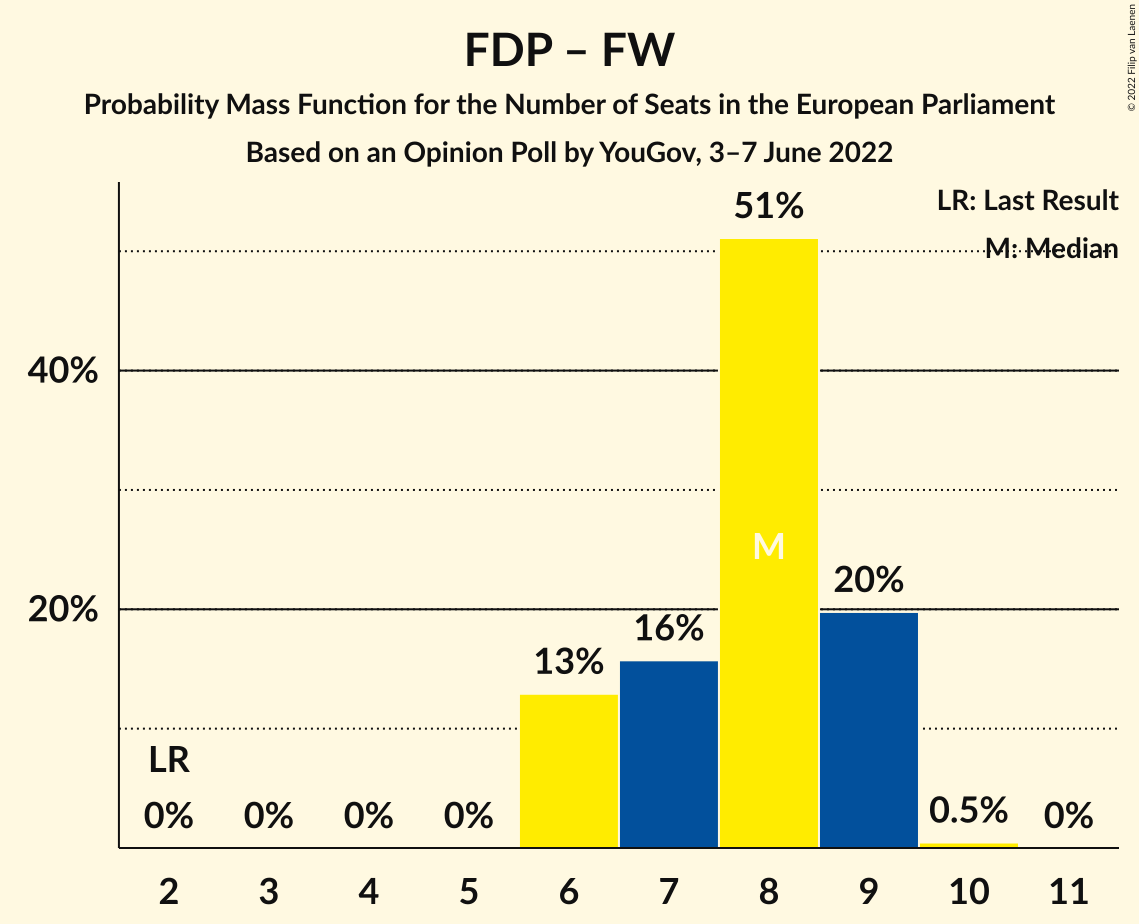 FDP – FW
Probability Mass Function for the Number of Seats in the European Parliament
Based on an Opinion Poll by YouGov, 3–7 June 2022
© 2022 Filip van Laenen
LR: Last Result
M: Median
51%
40%
M
20%
20%
16%
13%
LR
0% 0% 0% 0% 0.5% 0%
2 3 4 5 6 7 8 9 10 11